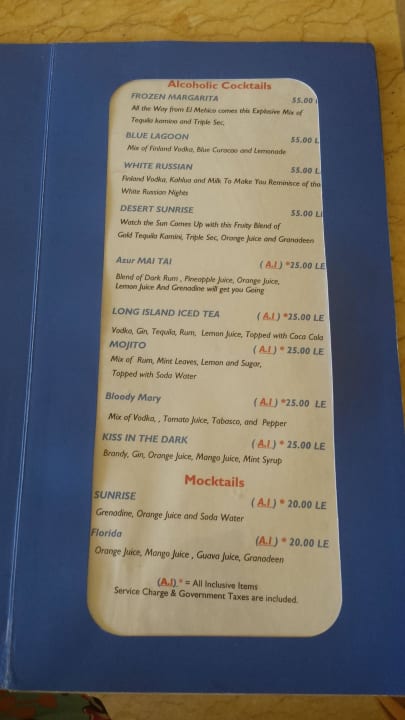 Alcoholic Cocktails
FROZEN MARGARITA 55.00 L
All the Way from El Mehico comes this Explosive Mix of
Tequila kamino and Triple Sec,
BLUE LAGOON 55.00 L
Mix of Finland Vodka, Blue Curacao and Lemonade
WHITE RUSSIAN 55.00 L
Finland Vodka, Kahlua and Milk To Make You Reminisce of tho
White Russian Nights
DESERT SUNRISE 55.00 LE
Watch the Sun Comes Up with this Fruity Blend of
Gold Tequila Kamini, Triple Sec, Orange Juice and Granadeen
Azur MAI TAI (A.I) *25.00 LE
Blend of Dark Rum , Pineapple Juice, Orange Juice,
Lemon Juice And Grenadine will get you Going
LONG ISLAND ICED TEA (A.I) *25.00 LE
Vodka, Gin, Tequila, Rum, Lemon Juice, Topped with Coca Cola
MOJITO (A.I) * 25.00 LE
Mix of Rum, Mint Leaves, Lemon and Sugar,
Topped with Soda Water
Bloody Mary (A.I) *25.00 LE
Mix of Vodka, , Tomato Juice, Tabasco, and Pepper
KISS IN THE DARK (A.I) * 25.00 LE
Brandy, Gin, Orange Juice, Mango Juice, Mint Syrup
Mocktails
SUNRISE (A.I) * 20.00 LE
Grenadine, Orange Juice and Soda Water
Florida (A.I) * 20.00 LE
Orange Juice, Mango Juice , Guava Juice, Granadeen
(A.I) * = All Inclusive Items
Service Charge & Government Taxes are included.